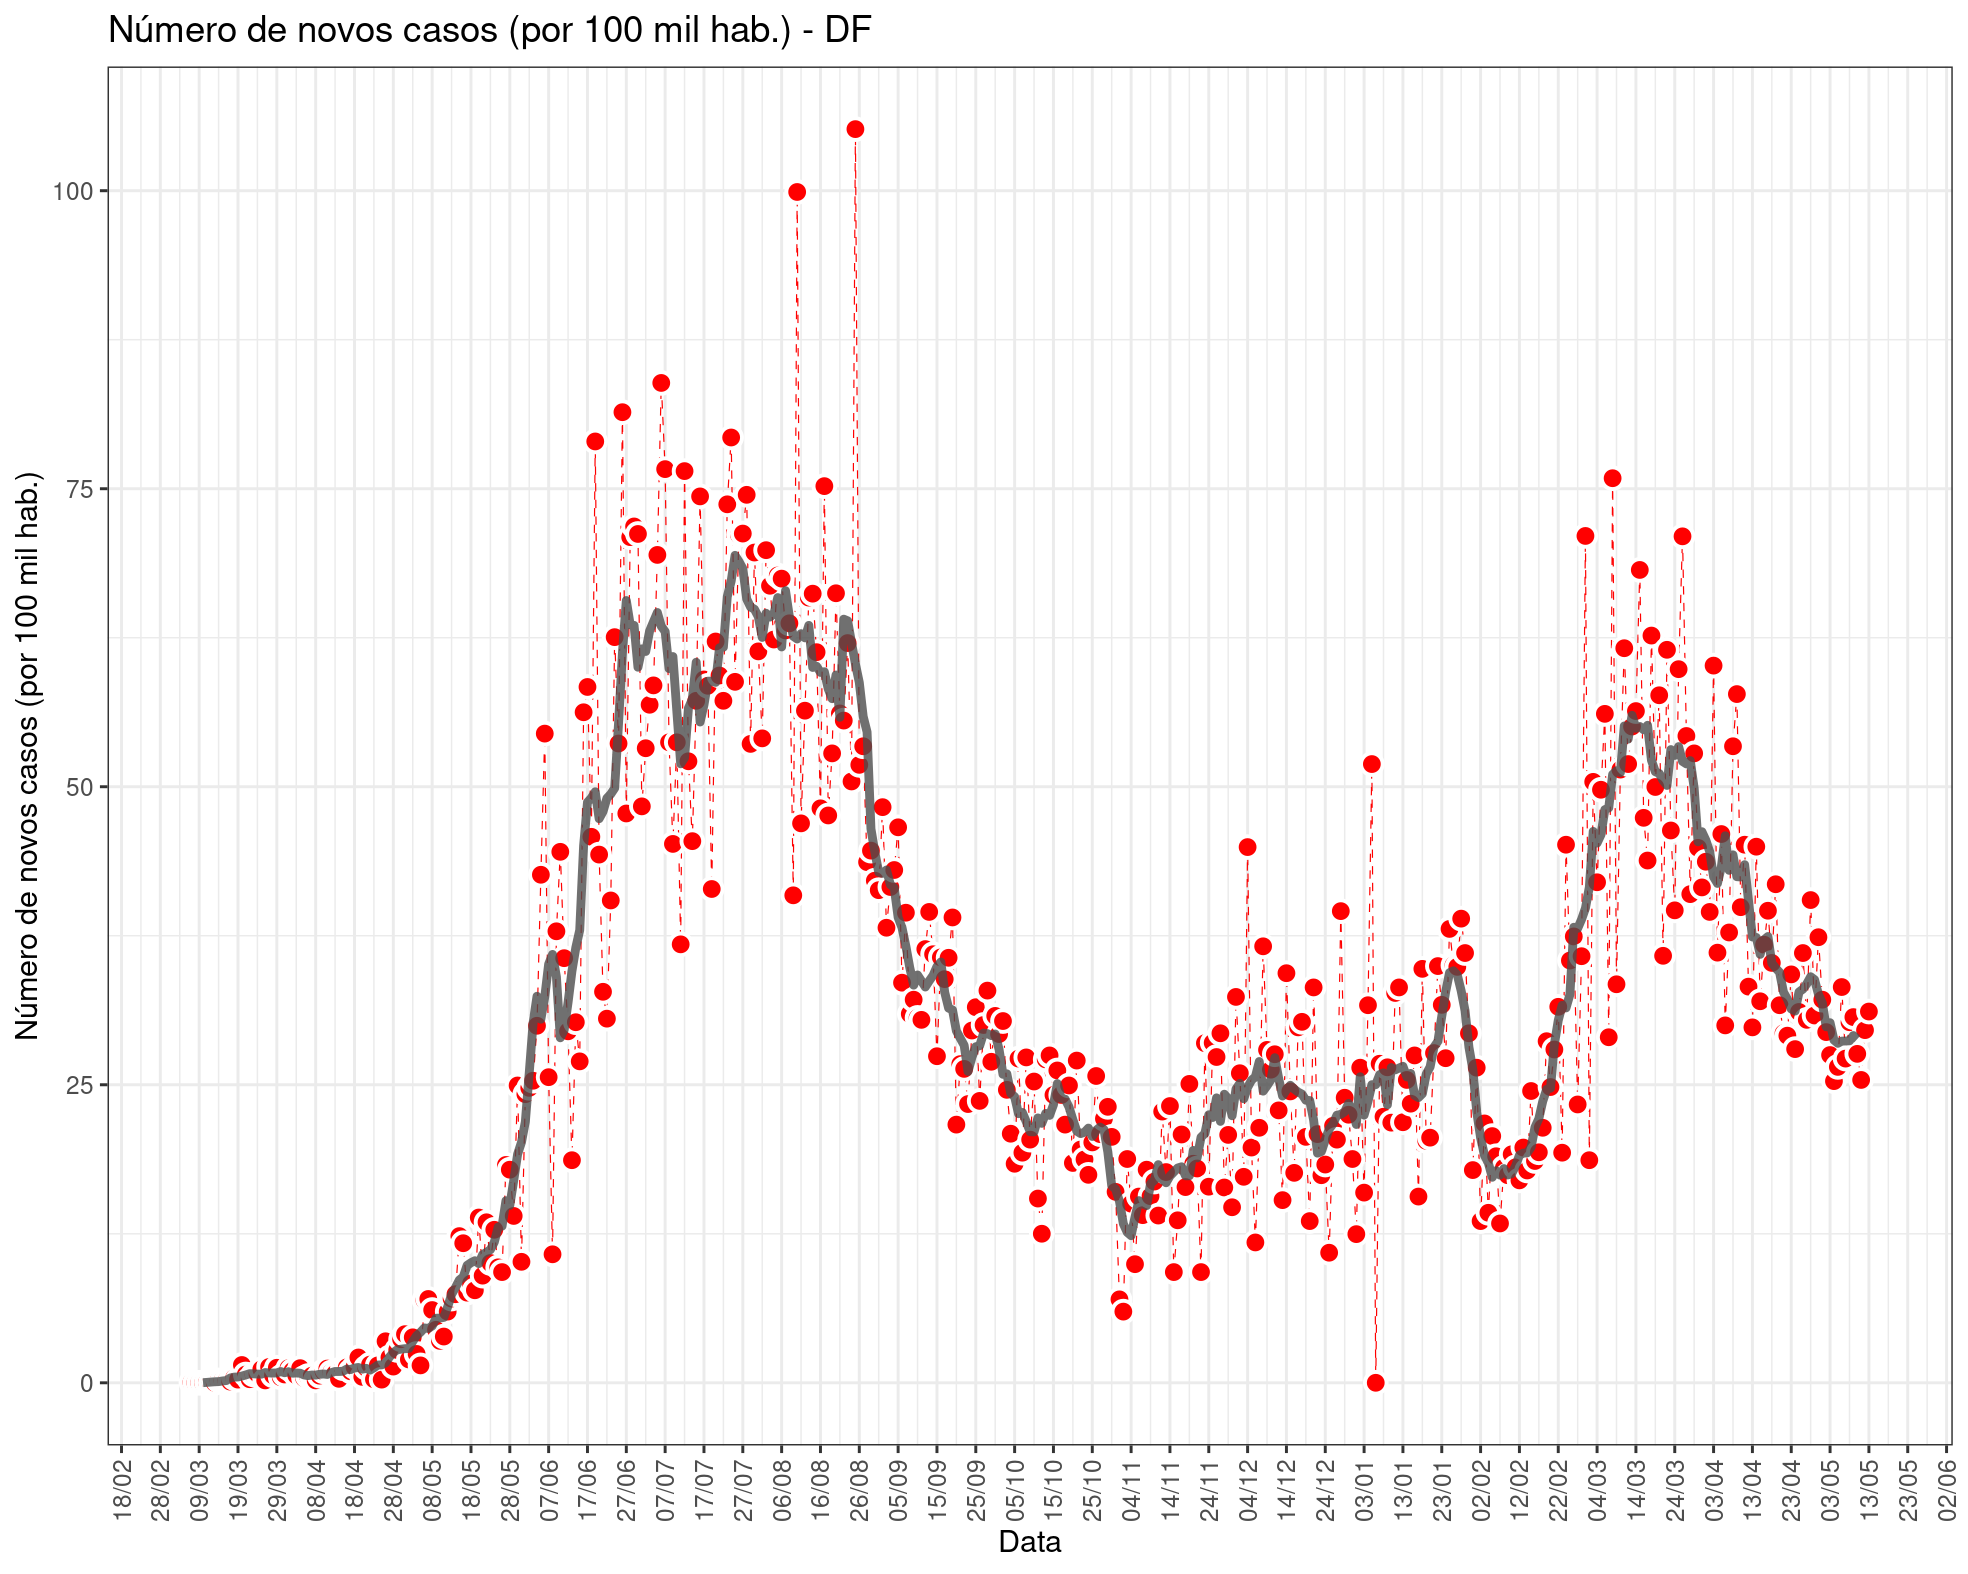 Número de novos casos (por 100 mil hab.) - DF
Número de novos casos (por 100 mil hab.)
100
75
50
25
0
18/02 28/02 09/03 19/03 29/03 08/04 18/04 28/04 08/05 18/05 28/05 07/06 17/06 27/06 07/07 17/07 27/07 06/08 16/08 26/08 05/09 15/09 25/09 05/10 15/10 25/10 04/11 14/11 24/11 04/12 14/12 24/12 03/01 13/01 23/01 02/02 12/02 22/02 04/03 14/03 24/03 03/04 13/04 23/04 03/05 13/05 23/05 02/06
Data